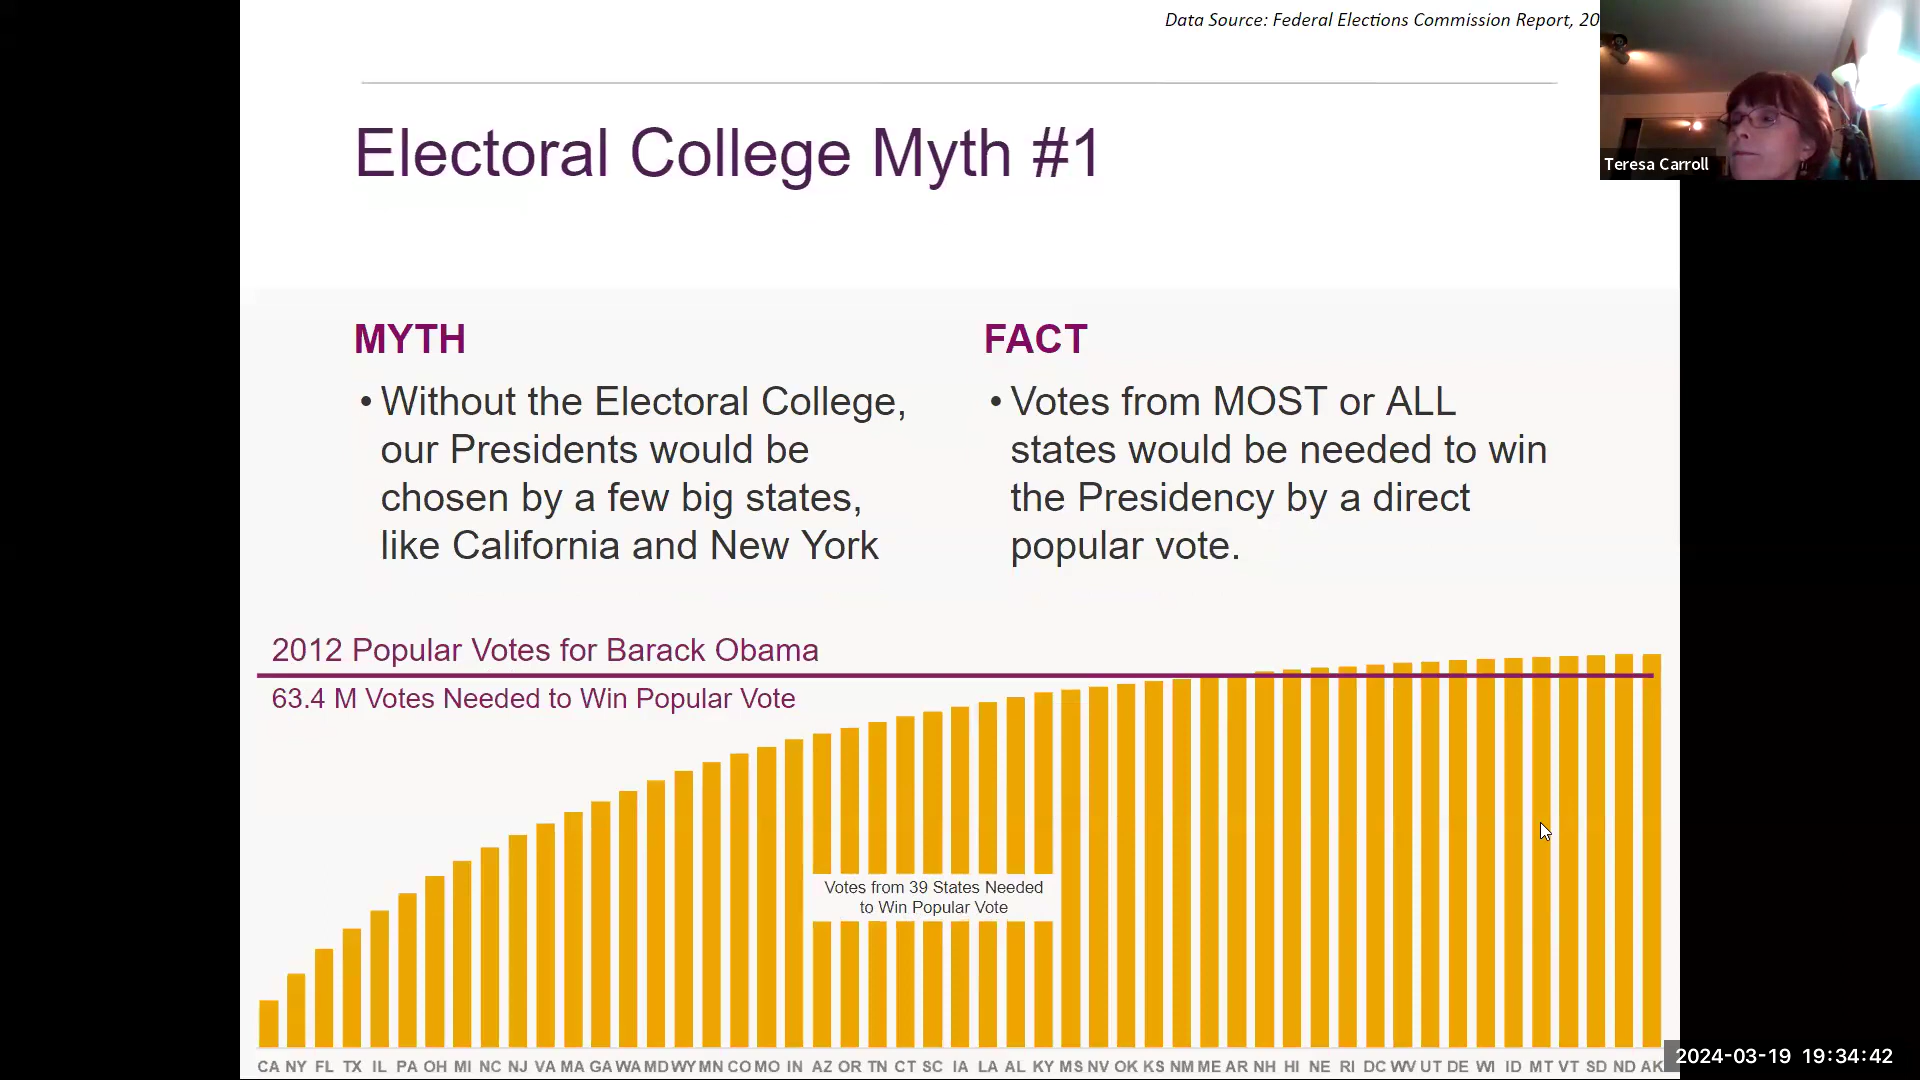 Data Source: Federal Elections Commission Report, 20
Teresa Carroll
Electoral College Myth #1
MYTH
• Without the Electoral College,
our Presidents would be
chosen by a few big states,
like California and New York
FACT
• Votes from MOST or ALL
states would be needed to win
the Presidency by a direct
popular vote.
2012 Popular Votes for Barack Obama
63.4 M Votes Needed to Win Popular Vote
Votes from 39 States Needed
to Win Popular Vote
CA NY FL TX IL PA OH MI NC NJ VA MA GA WA MD WY MN CO MO IN AZ OR TN CT SC IA LA AL KY MS NV OK KS NM ME AR NH HI NE RI DC WV UT DE WI ID MT VT SD ND AK
2024-03-19 19:34:42